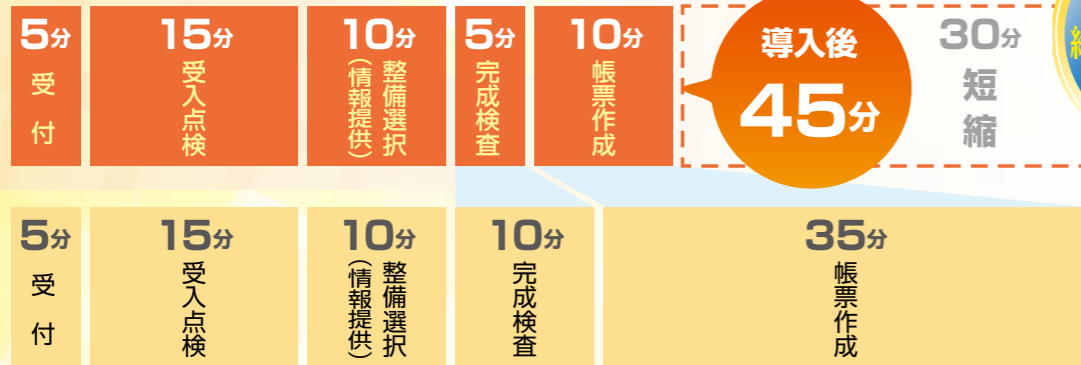 5分
受付
15分
受入点検
10分
整備選択
（情報提供）
5分
完成検査
10分
帳票作成
導入後
45分
30分
短縮
5分
受付
15分
受入点検
10分
整備選択
（情報提供）
10分
完成検査
35分
帳票作成